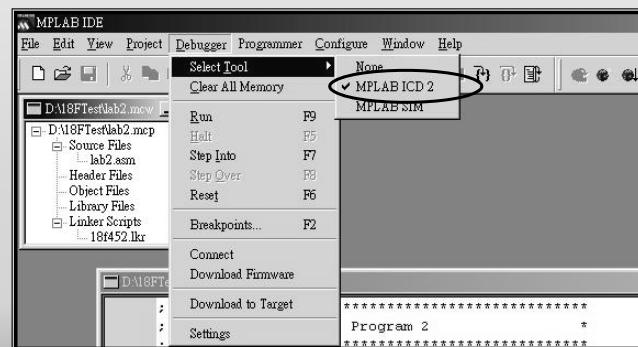 MPLAB IDE
File Edit View Project Debugger Programmer Configure Window Help
Select Tool
None
Clear All Memory
MPLAB ICD 2
MPLAB SIM
D:\18FTest\lab2.mcw
D:\18FTest\lab2.mcp
Source Files
lab2.asm
Header Files
Object Files
Library Files
Linker Scripts
18f452.lkr
Run F9
Halt F5
Step Into F7
Step Over F8
Reset F6
Breakpoints... F2
Connect
Download Firmware
Download to Target
Settings
D:\18FTe
; ****************************
; Program 2 *
; ****************************